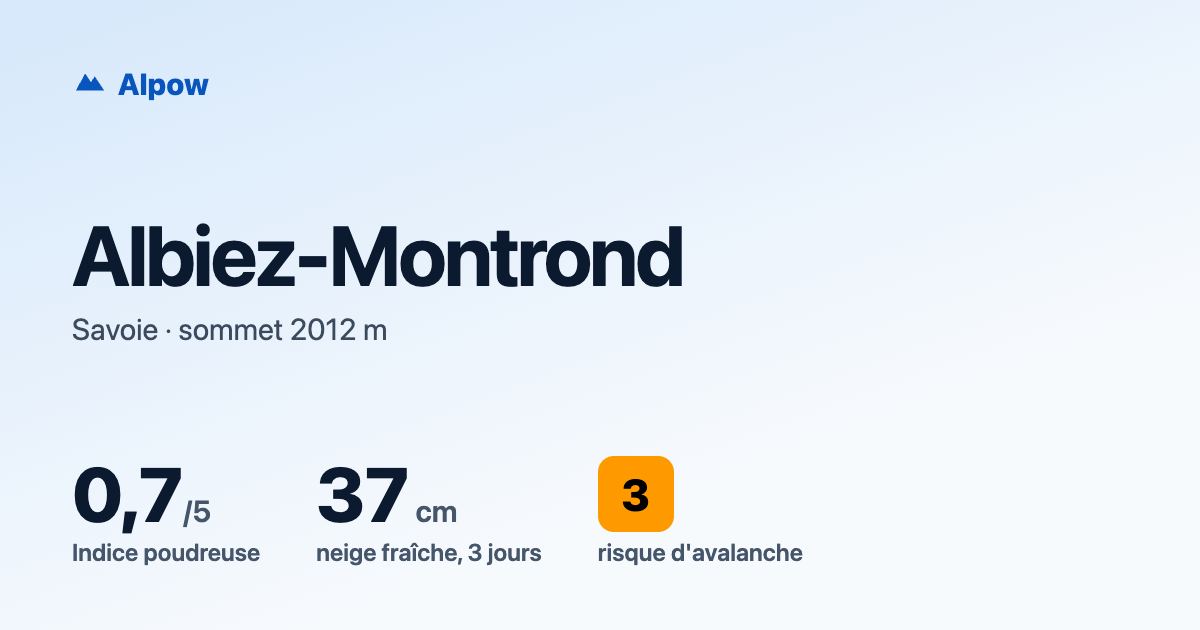 Alpow
Albiez-Montrond
Savoie · sommet 2012 m
0,7 /5
Indice poudreuse
37 cm
neige fraîche, 3 jours
3
risque d'avalanche